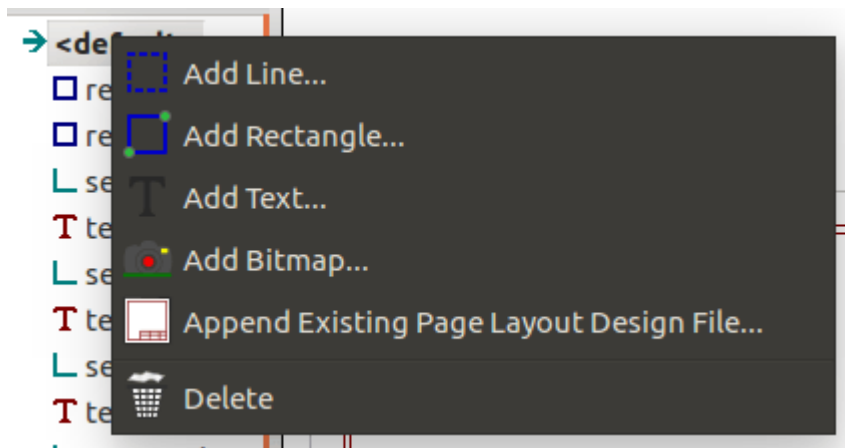 Add Line...
Add Rectangle...
Add Text...
Add Bitmap...
Append Existing Page Layout Design File...
Delete